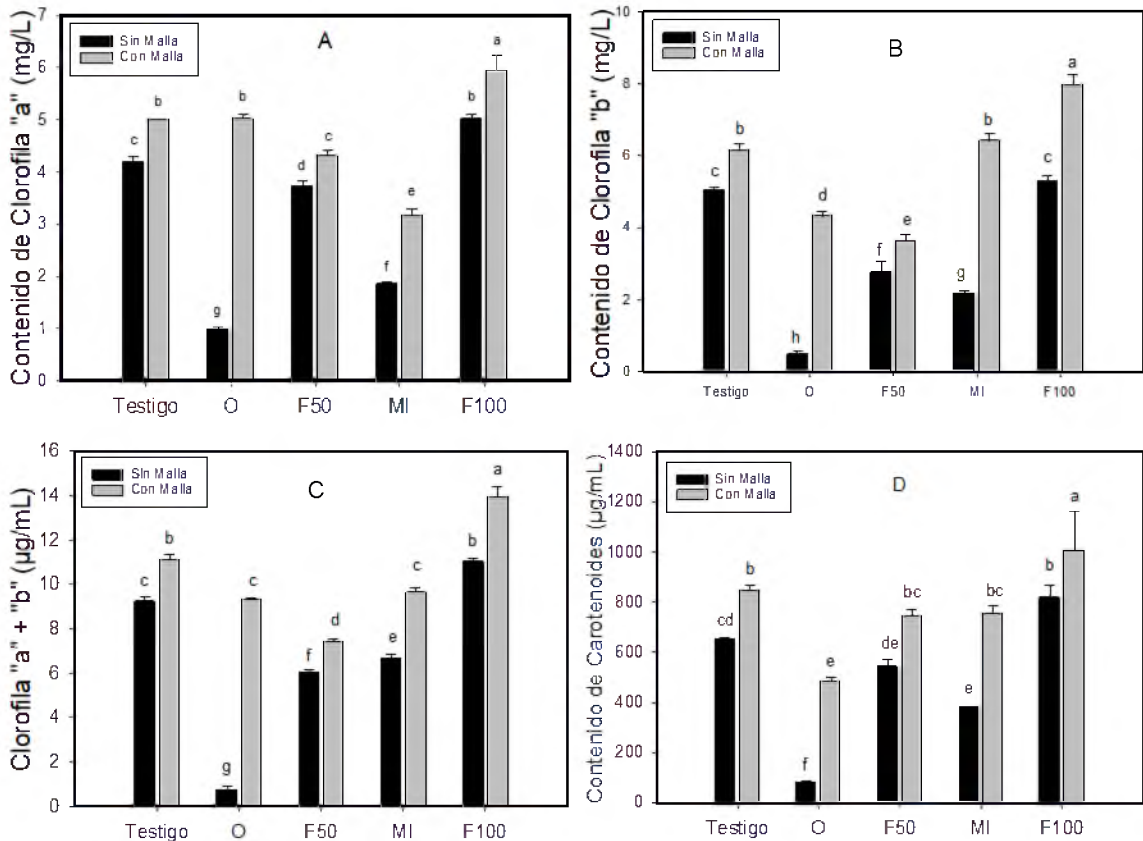 Contenido de Clorofila "a" (mg/L)
7
6
5
4
3
2
1
0
Sin Malla
Con Malla
A
c
b
g
b
d
c
f
e
b
a
Testigo
O
F50
MI
F100
Contenido de Clorofila "b" (mg/L)
10
8
6
4
2
0
Sin Malla
Con Malla
B
c
b
h
d
f
e
g
b
c
a
Testigo
O
F50
MI
F100
Clorofila "a" + "b" (µg/mL)
16
14
12
10
8
6
4
2
0
Sin Malla
Con Malla
C
c
b
g
c
f
d
e
c
b
a
Testigo
O
F50
MI
F100
Contenido de Carotenoides (µg/mL)
1400
1200
1000
800
600
400
200
0
Sin Malla
Con Malla
D
cd
b
f
e
de
bc
e
bc
b
a
Testigo
O
F50
MI
F100